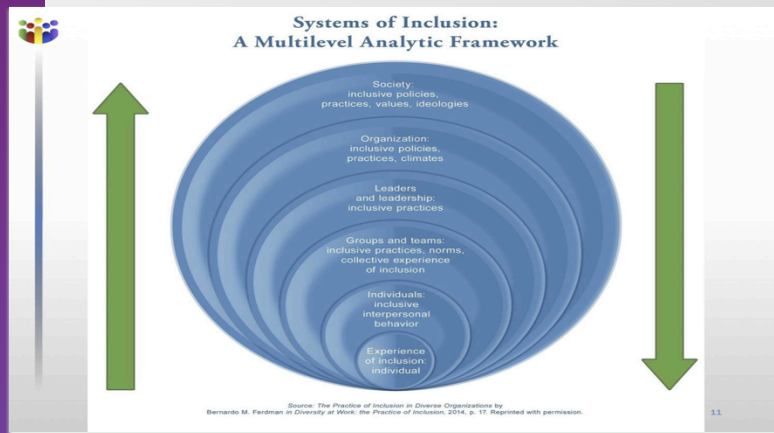 Systems of Inclusion:
A Multilevel Analytic Framework
Society:
inclusive policies,
practices, values, ideologies
Organization:
inclusive policies,
practices, climates
Leaders
and leadership:
inclusive practices
Groups and teams:
inclusive practices, norms,
collective experience
of inclusion
Individuals:
inclusive
interpersonal
behavior
Experience
of inclusion:
individual
Source: The Practice of Inclusion in Diverse Organizations by
Bernardo M. Ferdman in Diversity at Work: the Practice of Inclusion, 2014, p. 17. Reprinted with permission.
11